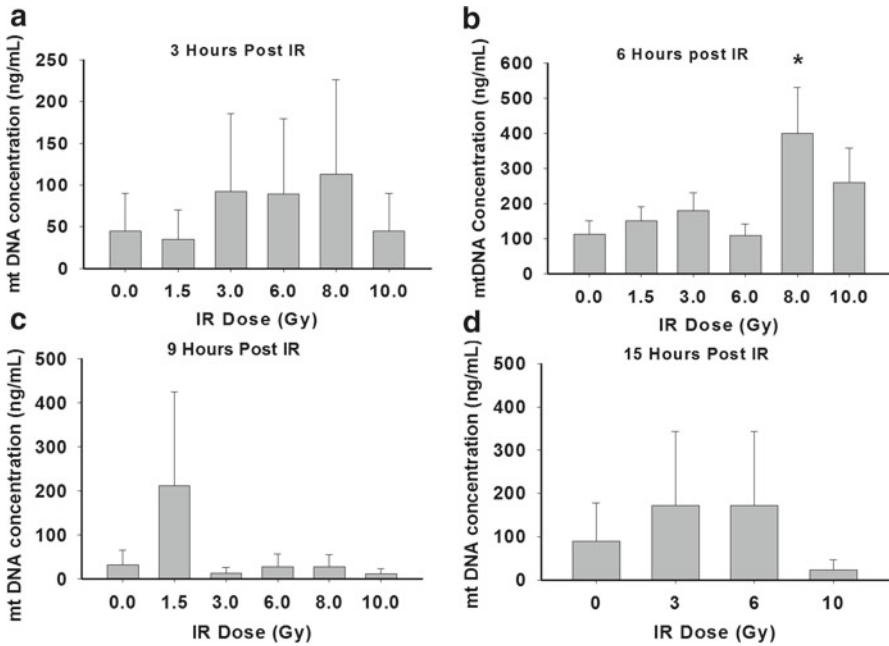 a
3 Hours Post IR
mt DNA concentration (ng/mL)
250
200
150
100
50
0
0.0 1.5 3.0 6.0 8.0 10.0
IR Dose (Gy)
b
6 Hours post IR
mtDNA Concentration (ng/mL)
600
500
400
300
200
100
0
*
0.0 1.5 3.0 6.0 8.0 10.0
IR Dose (Gy)
c
9 Hours Post IR
mt DNA concentration (ng/mL)
500
400
300
200
100
0
0.0 1.5 3.0 6.0 8.0 10.0
IR Dose (Gy)
d
15 Hours Post IR
mt DNA concentration (ng/mL)
500
400
300
200
100
0
0 3 6 10
IR Dose (Gy)